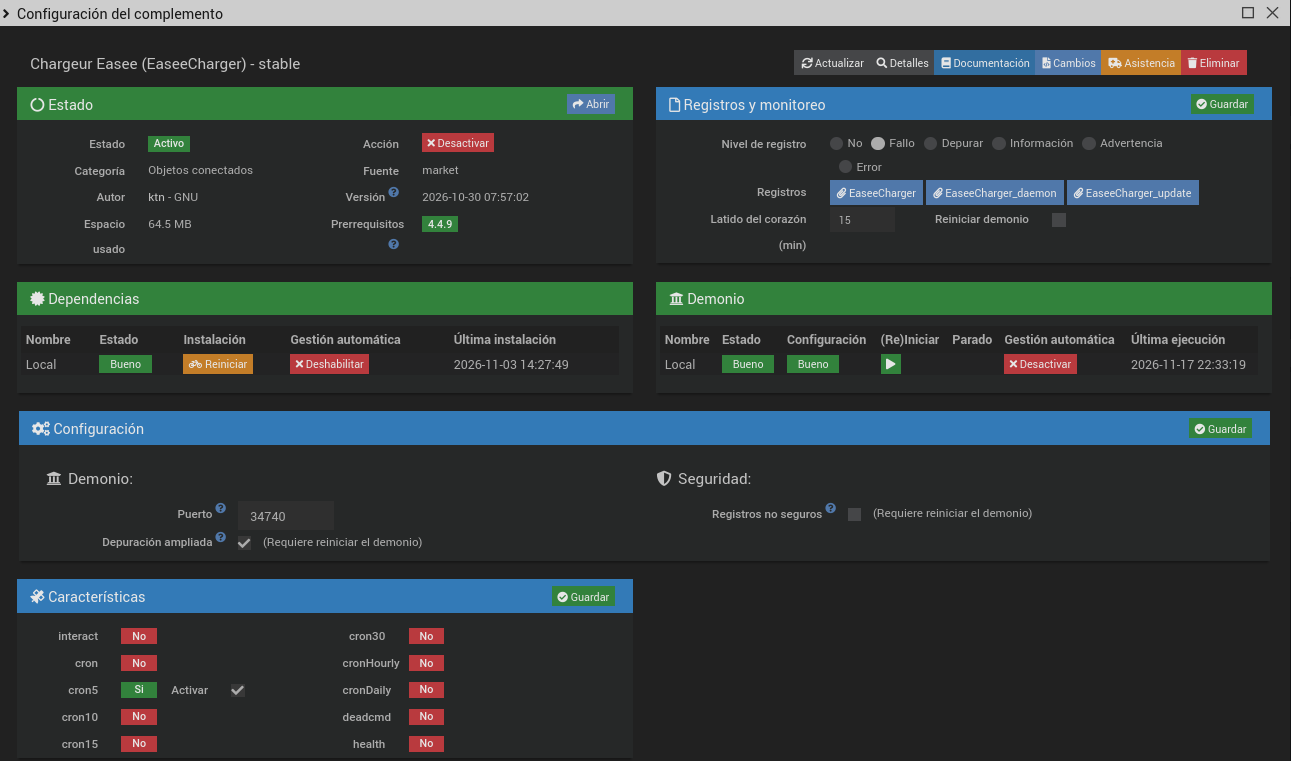 Configuración del complemento
Chargeur Easee (EaseeCharger) - stable
Actualizar Detalles Documentación Cambios Asistencia Eliminar
Estado Abrir
Estado Activo Acción Desactivar
Categoría Objetos conectados Fuente market
Autor ktn - GNU Versión 2026-10-30 07:57:02
Espacio usado 64.5 MB Prerrequisitos 4.4.9
Registros y monitoreo Guardar
Nivel de registro No Fallo Depurar Información Advertencia
Error
Registros EaseeCharger EaseeCharger_daemon EaseeCharger_update
Latido del corazón (min) 15 Reiniciar demonio
Dependencias
Nombre Estado Instalación Gestión automática Última instalación
Local Bueno Reiniciar Deshabilitar 2026-11-03 14:27:49
Demonio
Nombre Estado Configuración (Re)Iniciar Parado Gestión automática Última ejecución
Local Bueno Bueno Desactivar 2026-11-17 22:33:19
Configuración Guardar
Demonio:
Puerto 34740
Depuración ampliada (Requiere reiniciar el demonio)
Seguridad:
Registros no seguros (Requiere reiniciar el demonio)
Características Guardar
interact No cron30 No
cron No cronHourly No
cron5 Si Activar cronDaily No
cron10 No deadcmd No
cron15 No health No